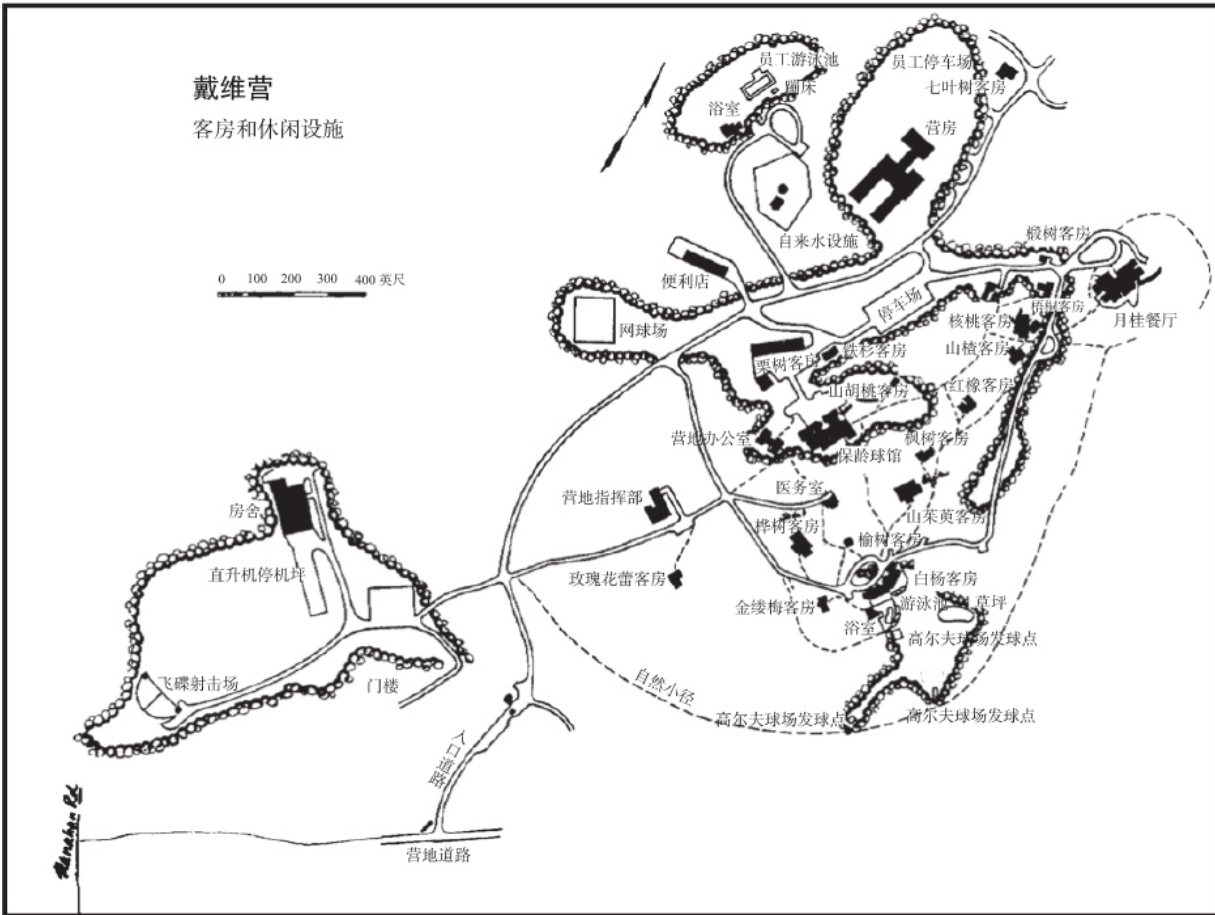 戴维营
客房和休闲设施
员工游泳池
蹦床
浴室
员工停车场
七叶树客房
营房
自来水设施
椴树客房
便利店
0 100 200 300 400 英尺
停车场
梧桐客房
月桂餐厅
网球场
核桃客房
铁杉客房
山楂客房
栗树客房
山胡桃客房
红橡客房
营地办公室
枫树客房
保龄球馆
医务室
营地指挥部
房舍
山茱萸客房
桦树客房
榆树客房
直升机停机坪
玫瑰花蕾客房
白杨客房
金缕梅客房
游泳池
草坪
浴室
高尔夫球场发球点
飞碟射击场
门楼
自然小径
高尔夫球场发球点
高尔夫球场发球点
入口道路
Manahan Rd
营地道路